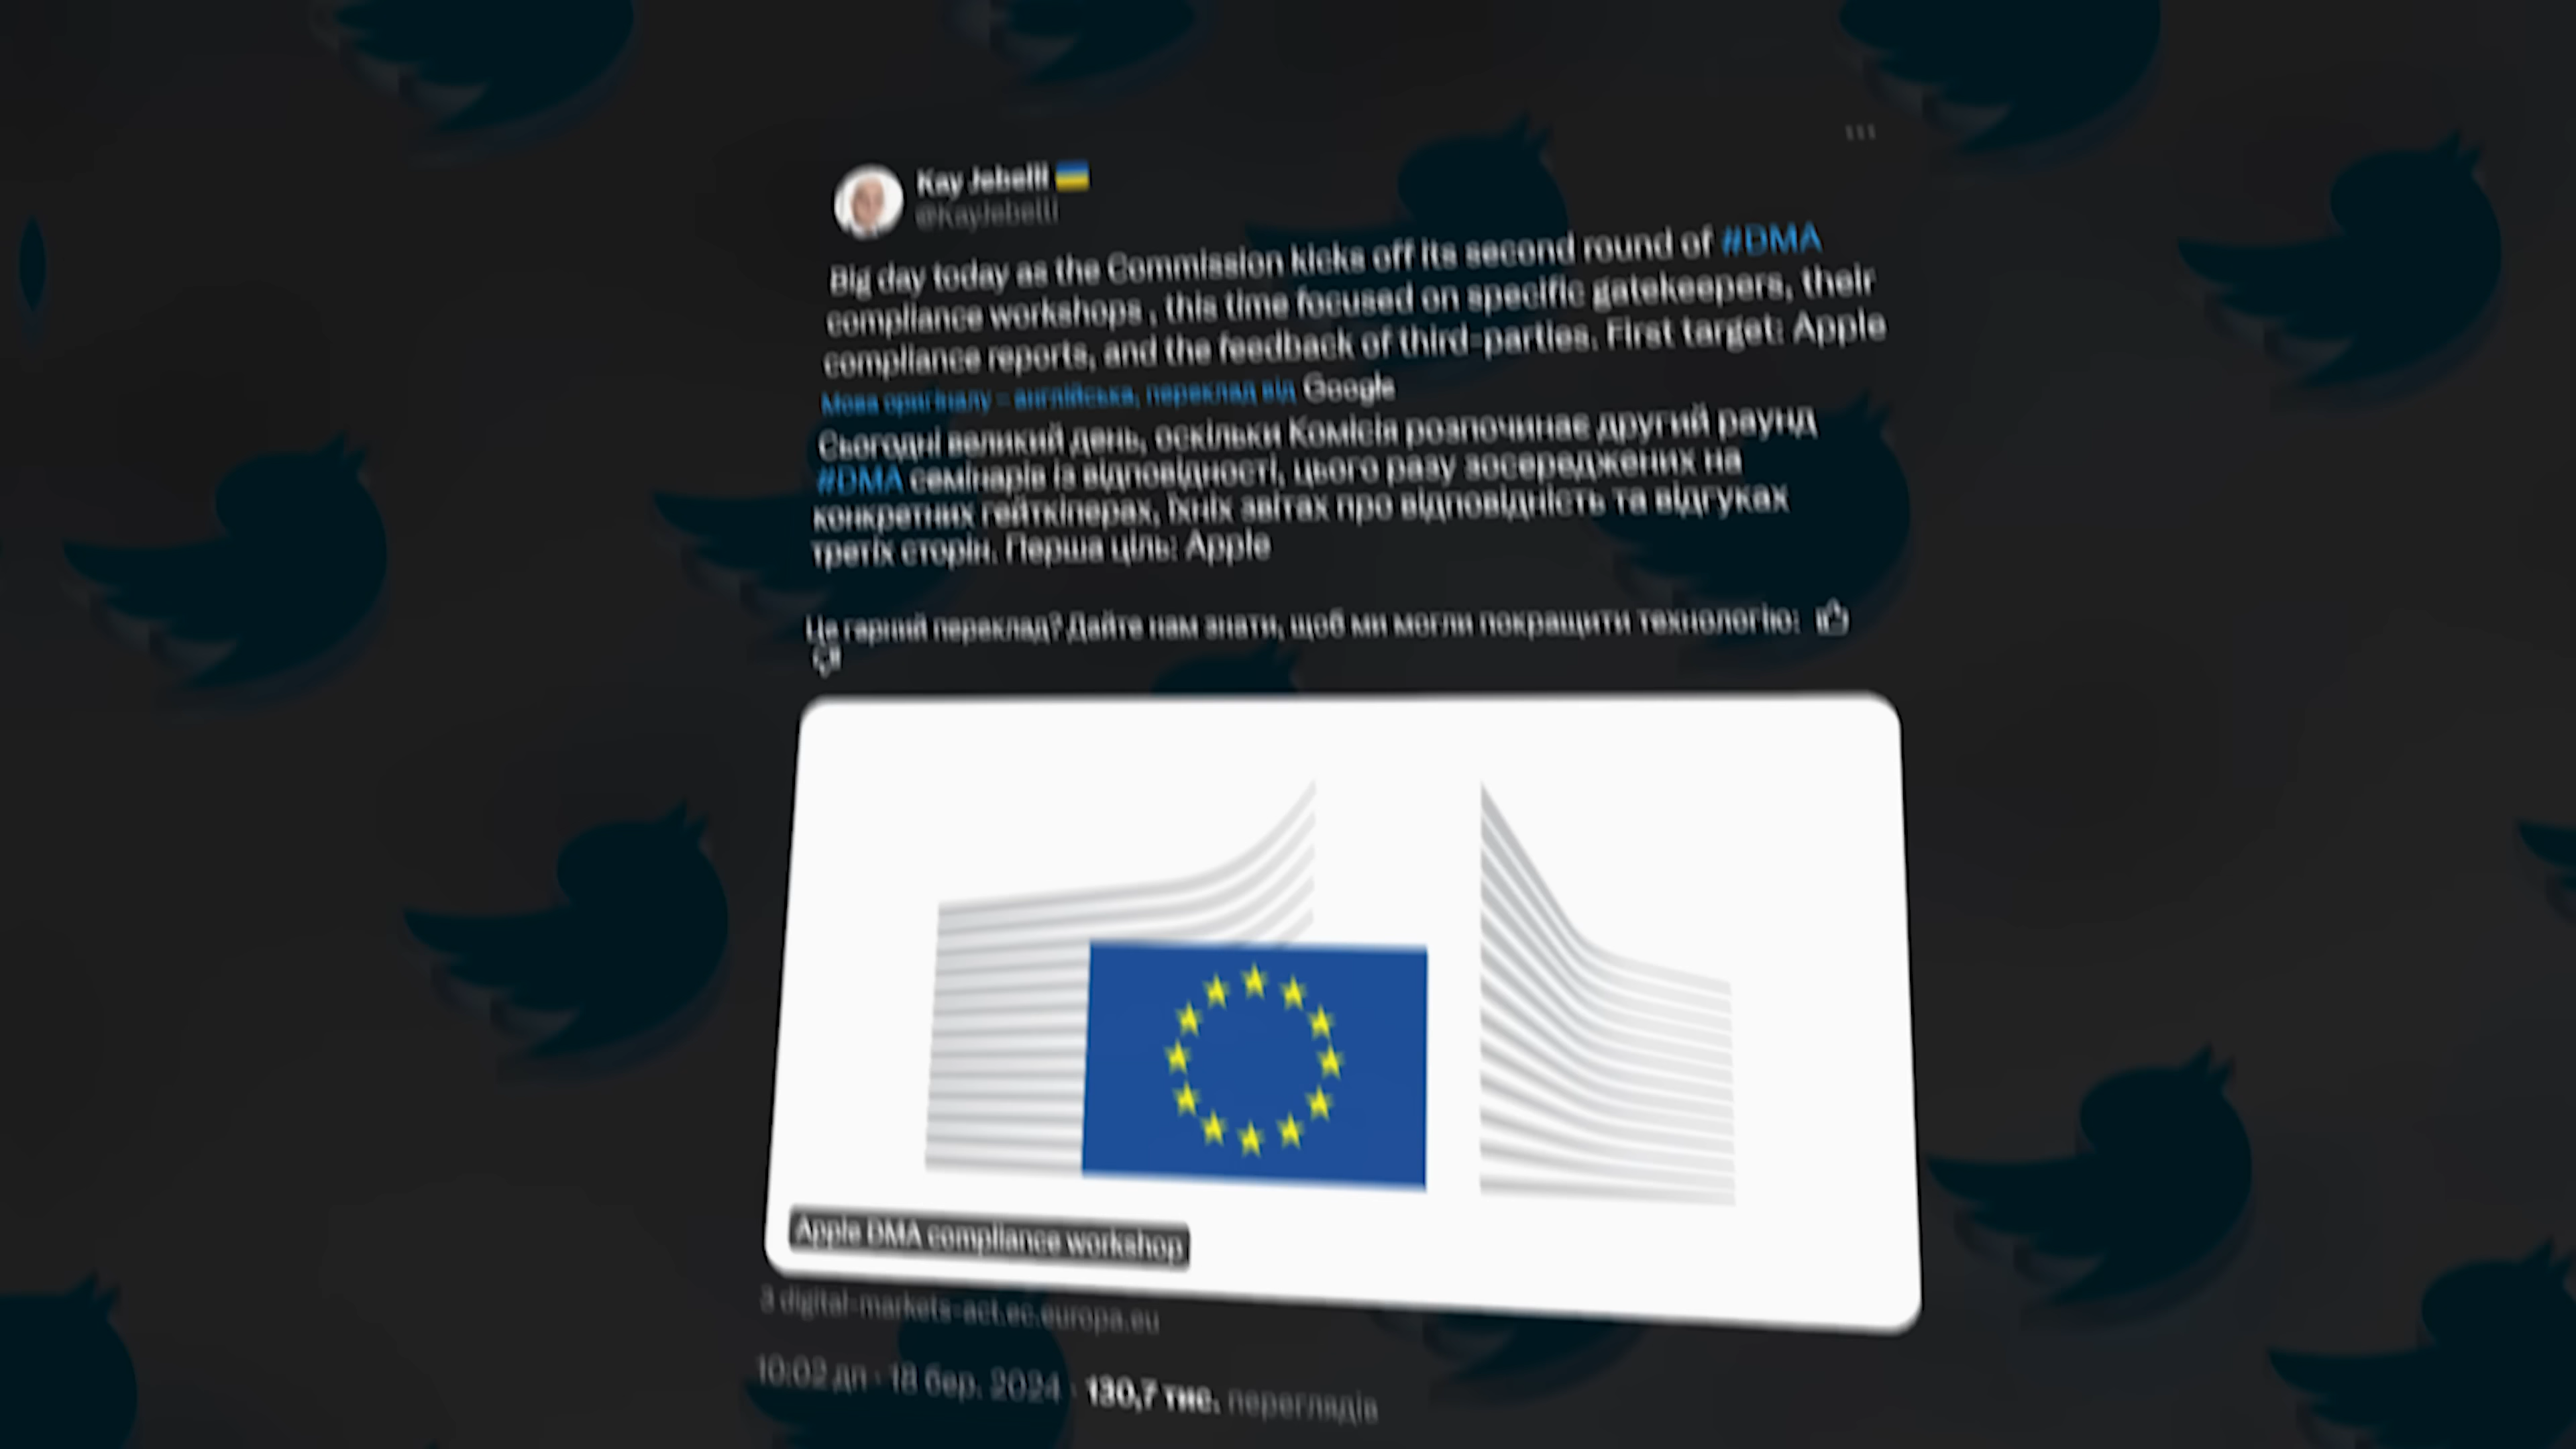 Kay Jebelli
@KayJebelli
Big day today as the Commission kicks off its second round of #DMA
compliance workshops , this time focused on specific gatekeepers, their
compliance reports, and the feedback of third-parties. First target: Apple
Мова оригіналу – англійська, переклад від Google
Сьогодні великий день, оскільки Комісія розпочинає другий раунд
#DMA семінарів із відповідності, цього разу зосереджених на
конкретних гейткіперах, їхніх звітах про відповідність та відгуках
третіх сторін. Перша ціль: Apple
Це гарний переклад? Дайте нам знати, щоб ми могли покращити технологію:
Apple DMA compliance workshop
З digital-markets-act.ec.europa.eu
10:02 дп · 18 бер. 2024 · 130,7 тис. переглядів